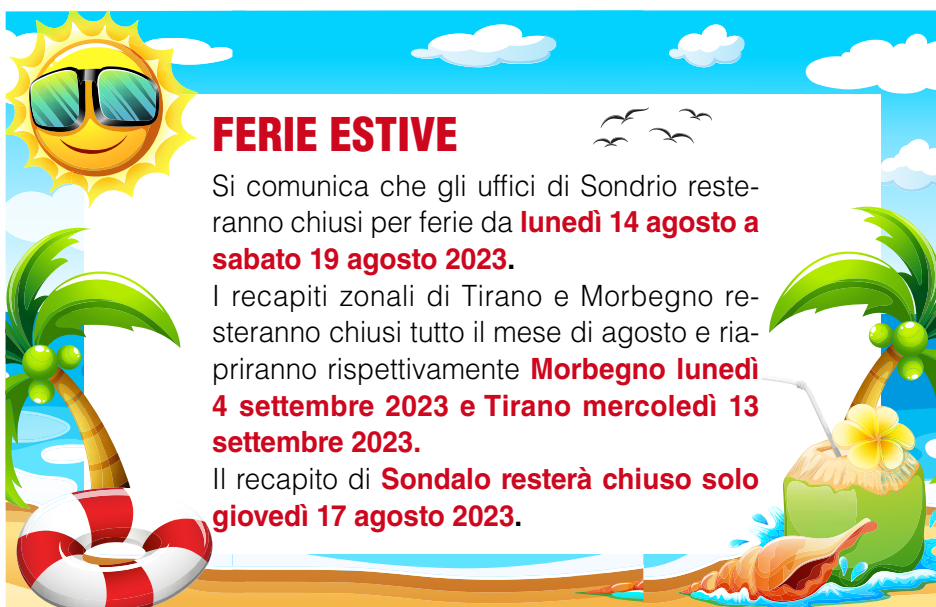 FERIE ESTIVE
Si comunica che gli uffici di Sondrio reste-
ranno chiusi per ferie da lunedì 14 agosto a
sabato 19 agosto 2023.
I recapiti zonali di Tirano e Morbegno re-
steranno chiusi tutto il mese di agosto e ria-
priranno rispettivamente Morbegno lunedì
4 settembre 2023 e Tirano mercoledì 13
settembre 2023.
Il recapito di Sondalo resterà chiuso solo
giovedì 17 agosto 2023.